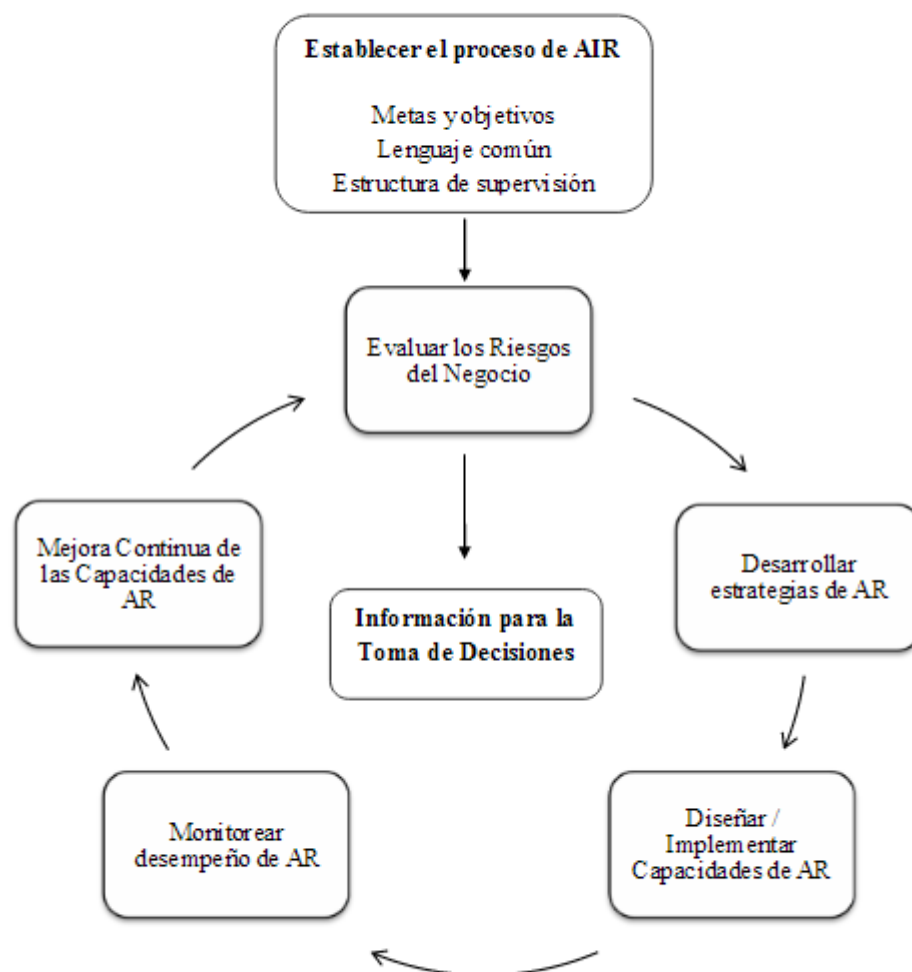 Establecer el proceso de AIR
Metas y objetivos
Lenguaje común
Estructura de supervisión
Evaluar los Riesgos
del Negocio
Mejora Continua de
las Capacidades de
AR
Desarrollar
estrategias de AR
Información para la
Toma de Decisiones
Monitorear
desempeño de AR
Diseñar /
Implementar
Capacidades de AR